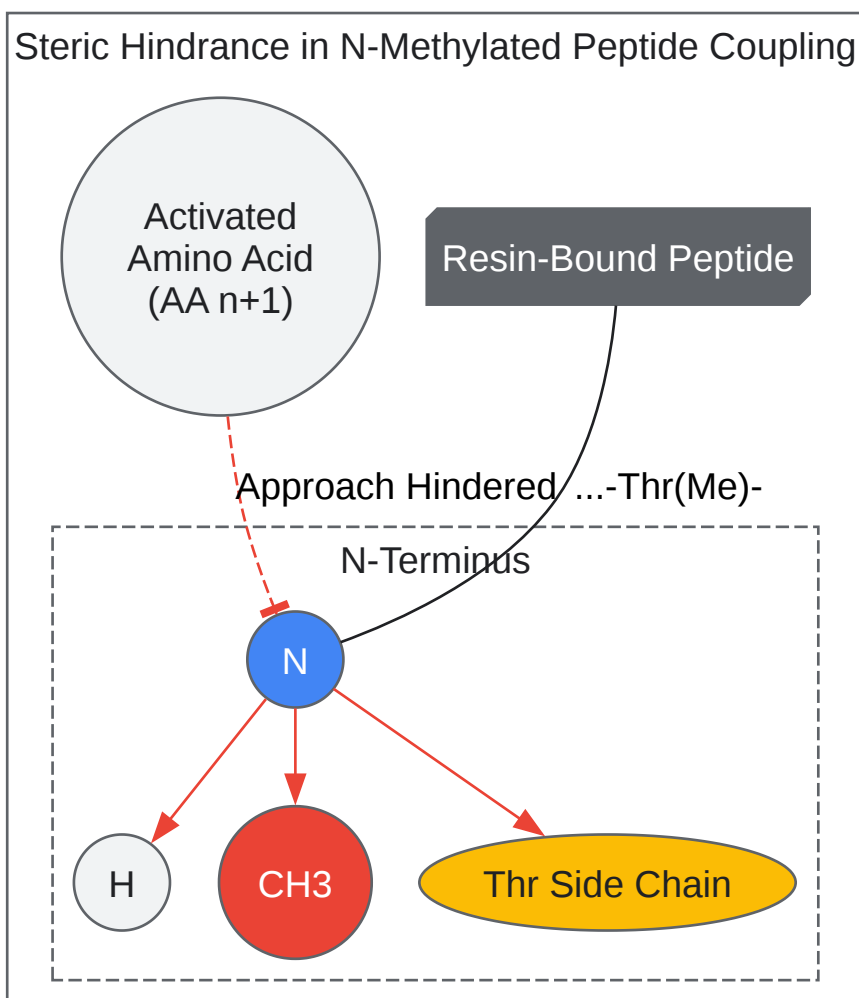 Steric Hindrance in N-Methylated Peptide Coupling
Activated
Amino Acid
(AA n+1)
Resin-Bound Peptide
Approach Hindered
...-Thr(Me)-
N-Terminus
N
H
CH3
Thr Side Chain